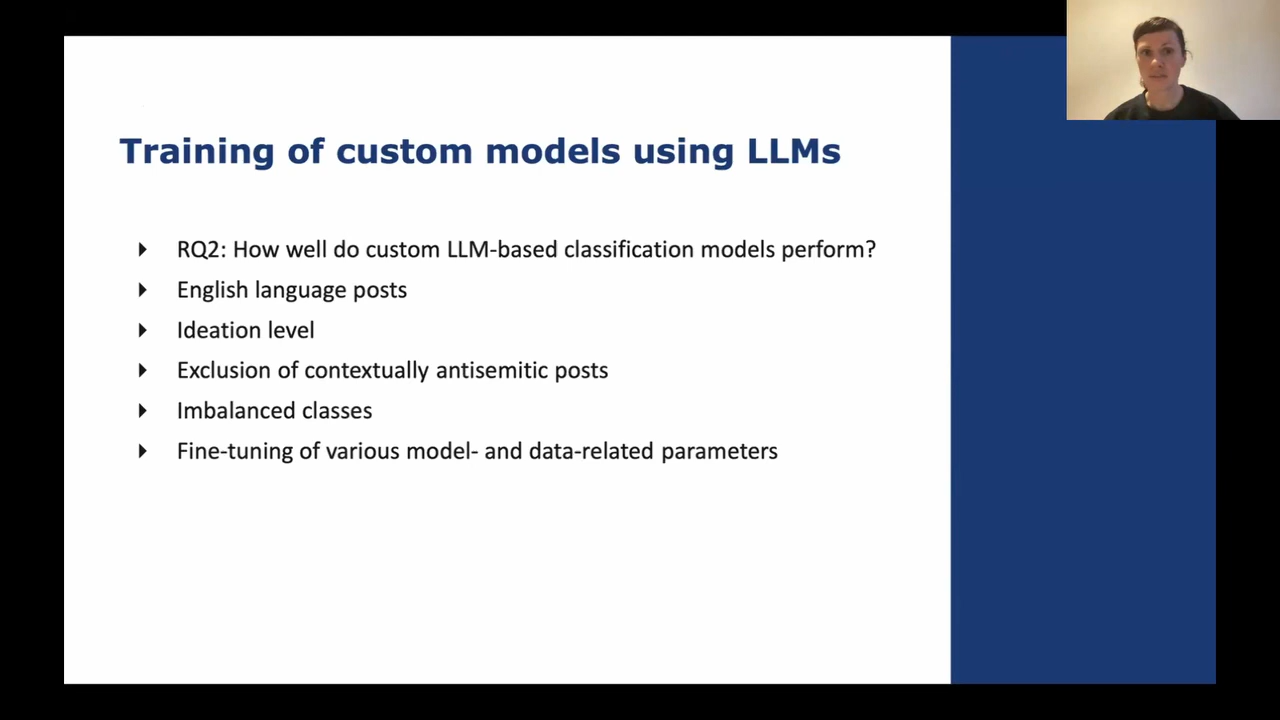 Training of custom models using LLMs
RQ2: How well do custom LLM-based classification models perform?
English language posts
Ideation level
Exclusion of contextually antisemitic posts
Imbalanced classes
Fine-tuning of various model- and data-related parameters